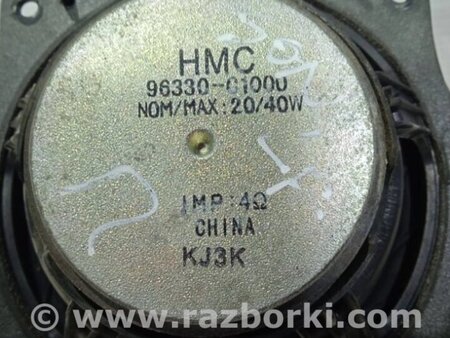 HMC
96330-C1000
NOM/MAX:20/40W
IMP:4Ω
CHINA
KJ3K
© www.razborki.com